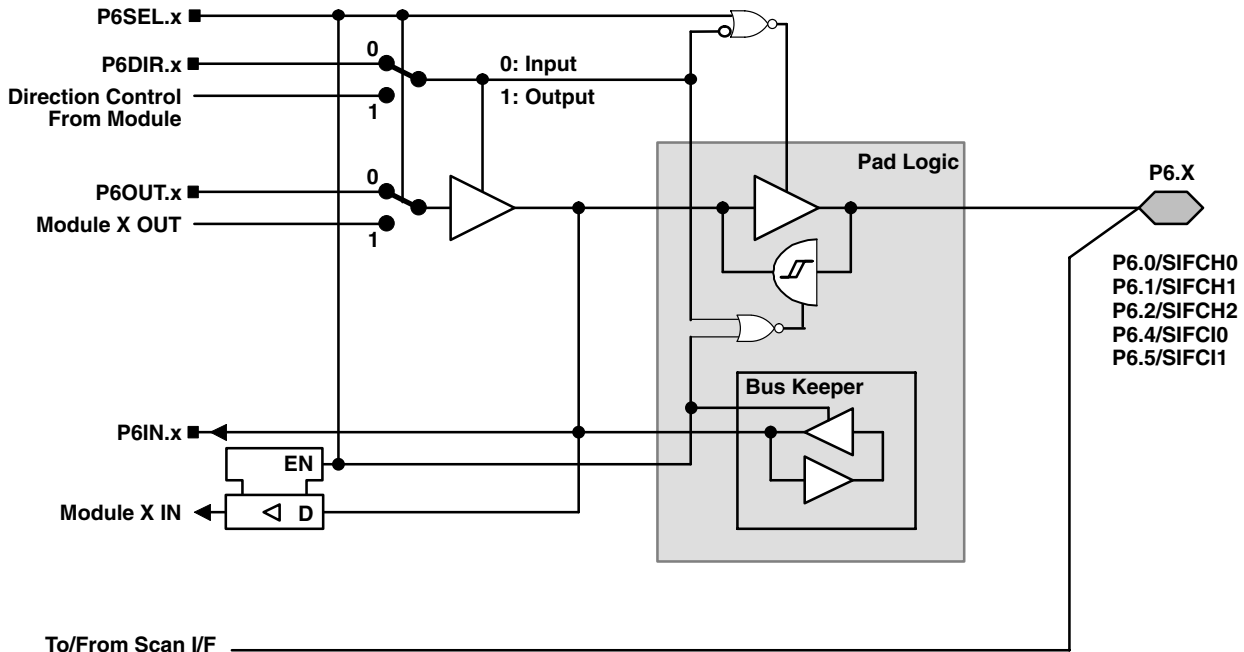 P6SEL.x
P6DIR.x
0
0: Input
1: Output
Direction Control
From Module
1
Pad Logic
P6.X
P6OUT.x
0
Module X OUT
1
P6.0/SIFCH0
P6.1/SIFCH1
P6.2/SIFCH2
P6.4/SIFCI0
P6.5/SIFCI1
Bus Keeper
P6IN.x
EN
Module X IN
D
To/From Scan I/F